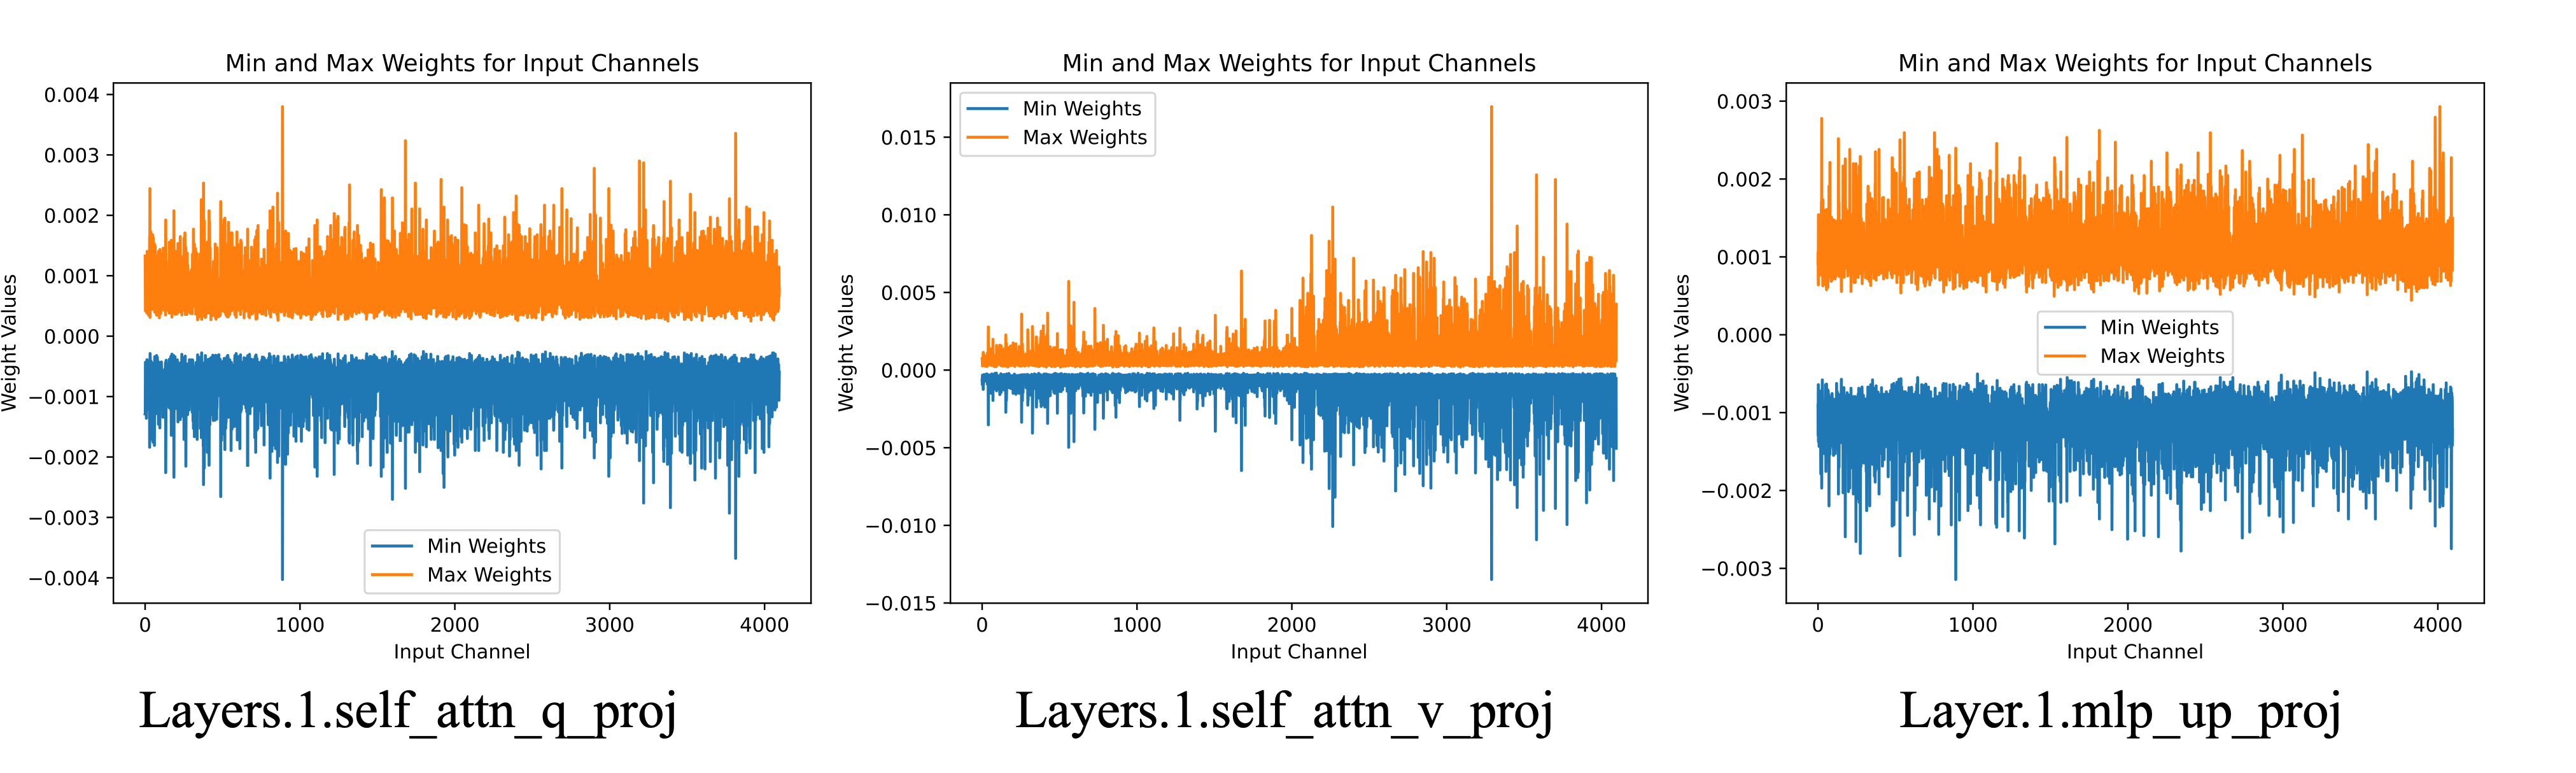 Min and Max Weights for Input Channels
0.004
0.003
0.002
0.001
0.000
−0.001
−0.002
−0.003
−0.004
Weight Values
Min Weights
Max Weights
0 1000 2000 3000 4000
Input Channel
Layers.1.self_attn_q_proj
Min and Max Weights for Input Channels
Min Weights
Max Weights
0.015
0.010
0.005
0.000
−0.005
−0.010
−0.015
Weight Values
0 1000 2000 3000 4000
Input Channel
Layers.1.self_attn_v_proj
Min and Max Weights for Input Channels
0.003
0.002
0.001
0.000
−0.001
−0.002
−0.003
Weight Values
Min Weights
Max Weights
0 1000 2000 3000 4000
Input Channel
Layer.1.mlp_up_proj